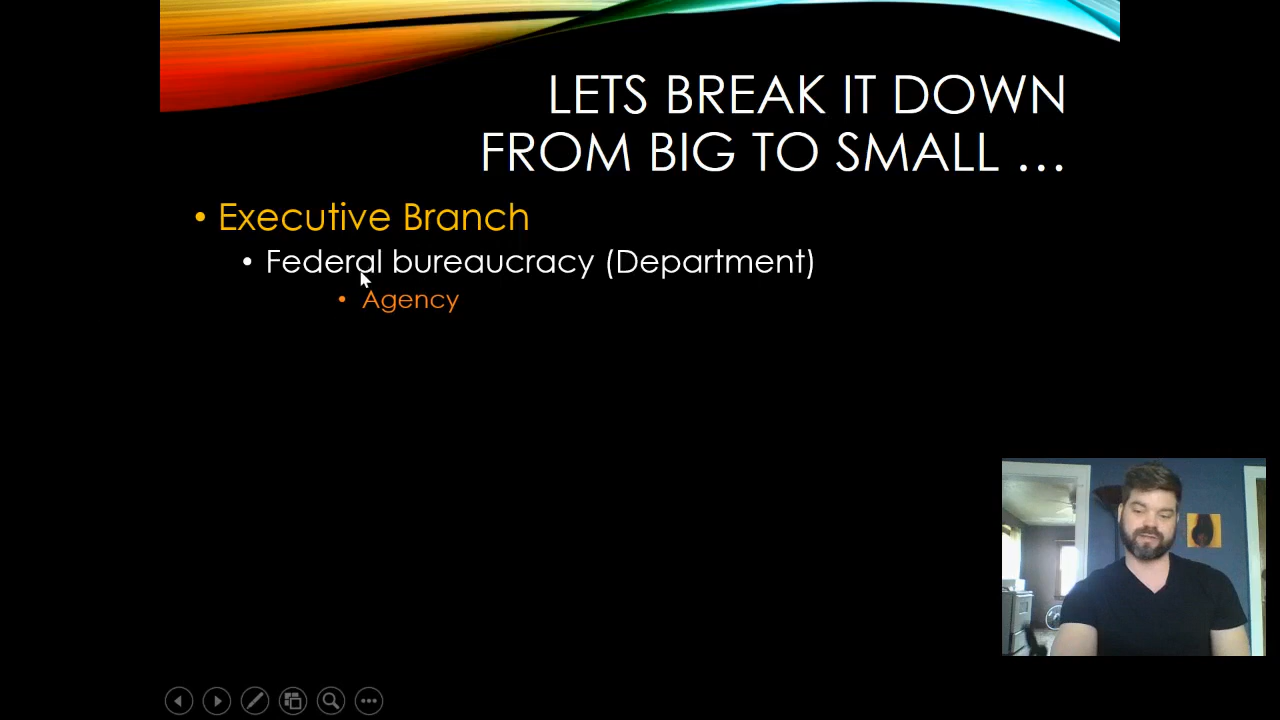 LETS BREAK IT DOWN
FROM BIG TO SMALL …
• Executive Branch
• Federal bureaucracy (Department)
• Agency